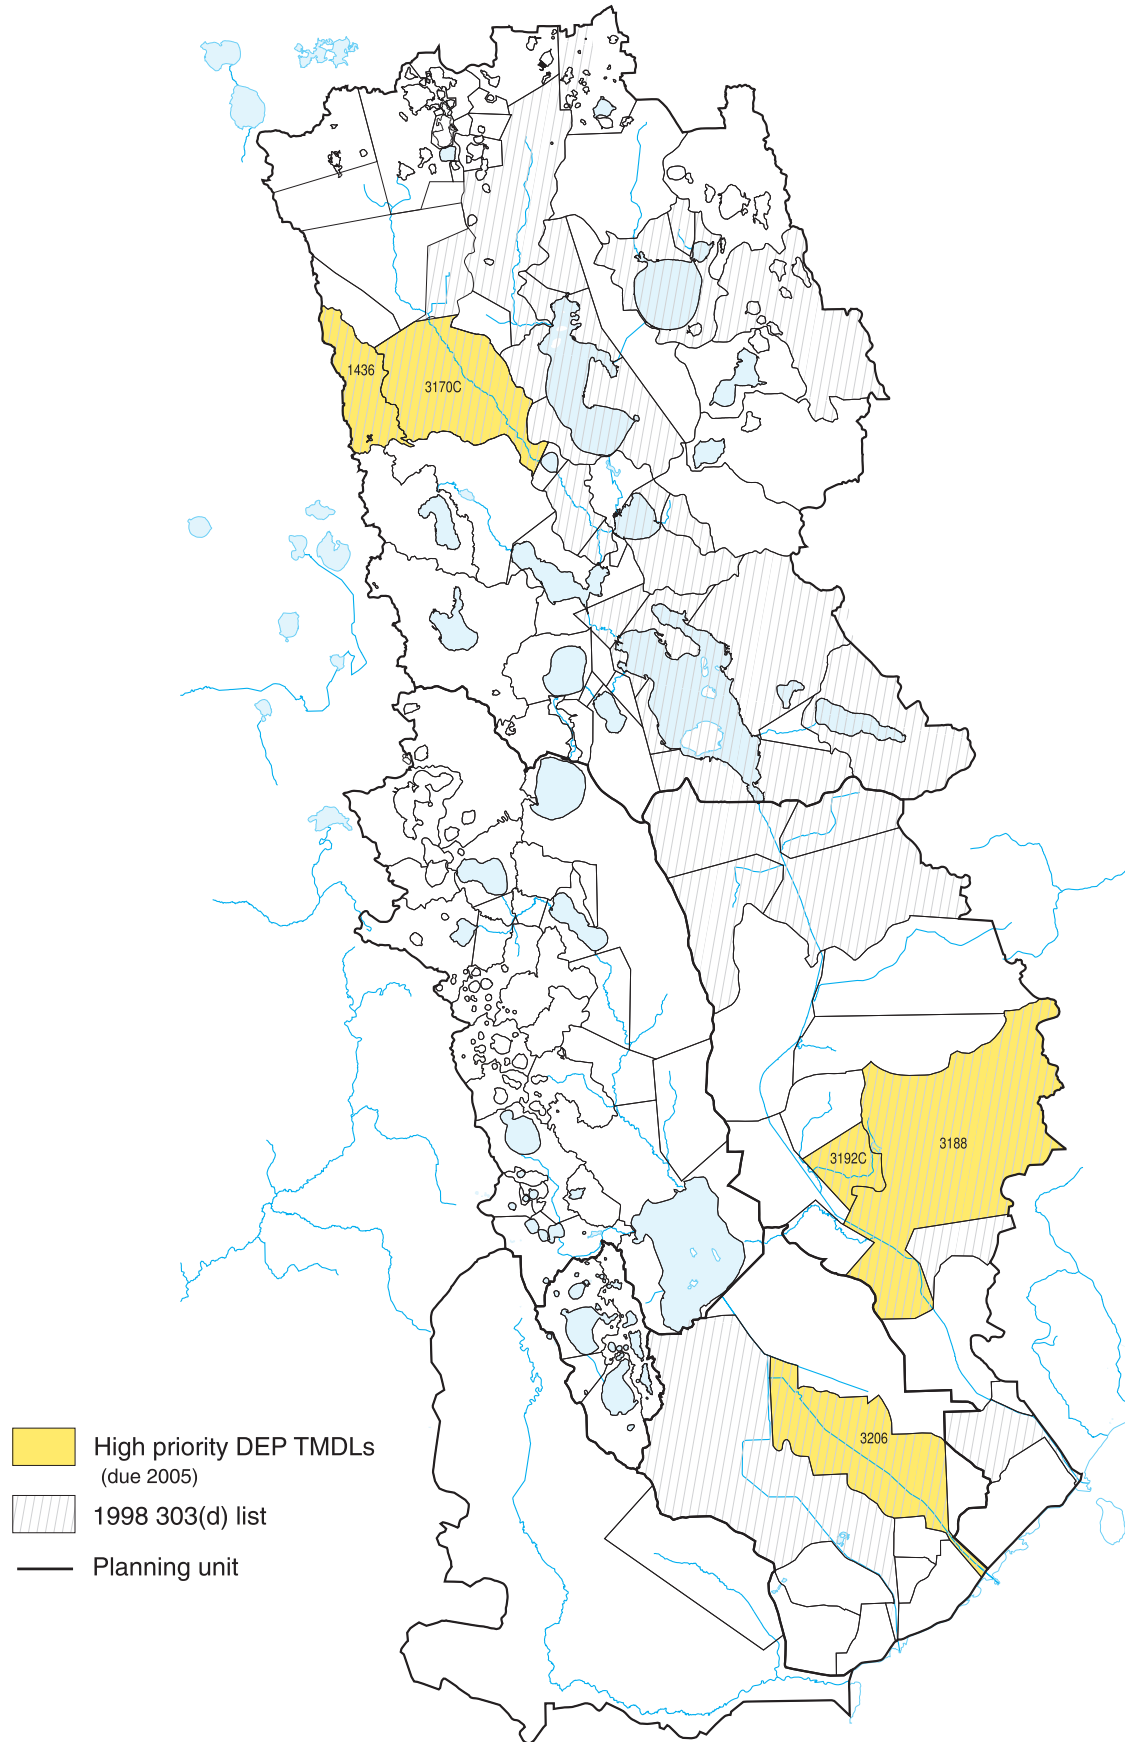 1436
3170C
3188
3192C
3206
High priority DEP TMDLs
(due 2005)
1998 303(d) list
Planning unit